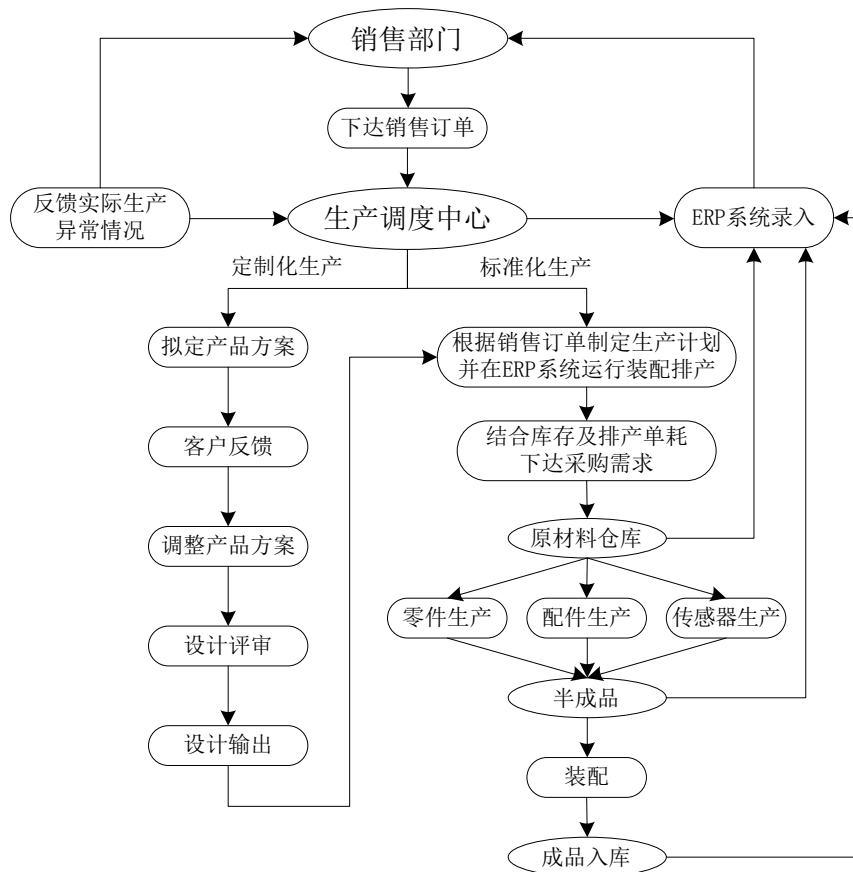 销售部门
下达销售订单
反馈实际生产
异常情况
生产调度中心
ERP系统录入
定制化生产
标准化生产
拟定产品方案
根据销售订单制定生产计划
并在ERP系统运行装配排产
客户反馈
结合库存及排产单耗
下达采购需求
调整产品方案
原材料仓库
零件生产
配件生产
传感器生产
设计评审
半成品
设计输出
装配
成品入库